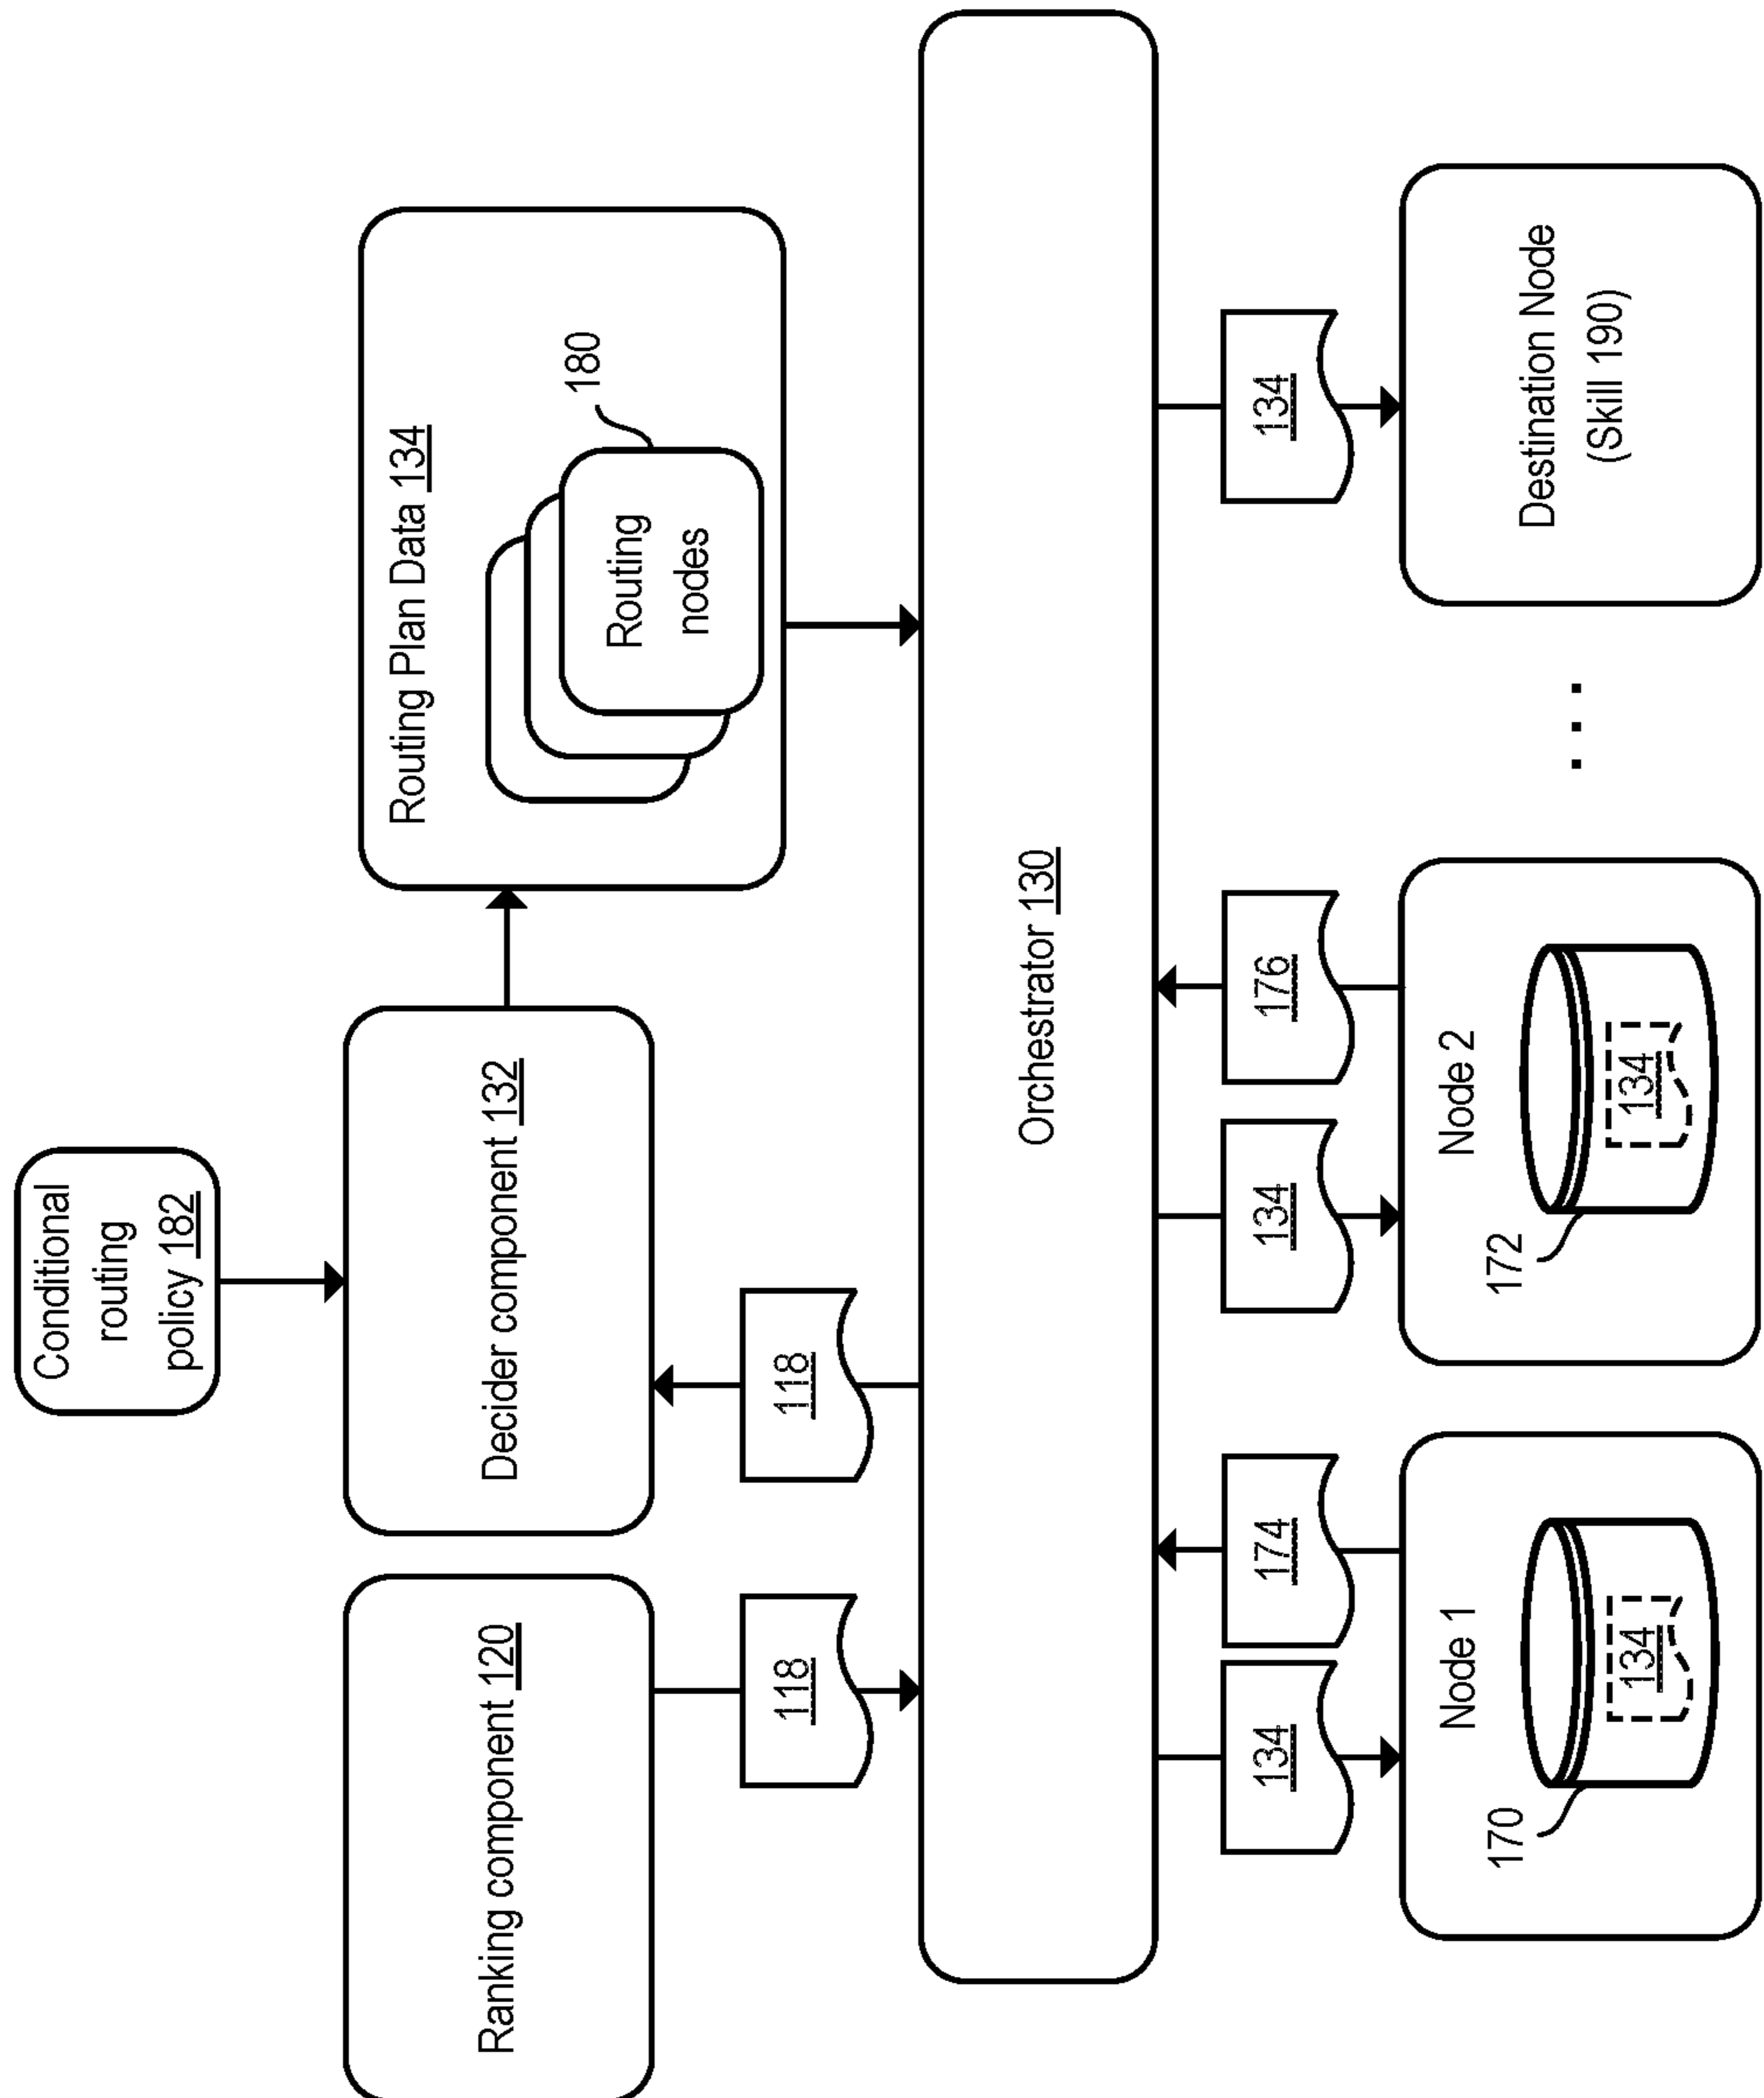 Conditional
routing
policy 182
Ranking component 120
Decider component 132
Routing Plan Data 134
180
Routing
nodes
118
118
Orchestrator 130
134
174
134
176
134
Node 1
170
134
Node 2
172
134
. . .
Destination Node
(Skill 190)